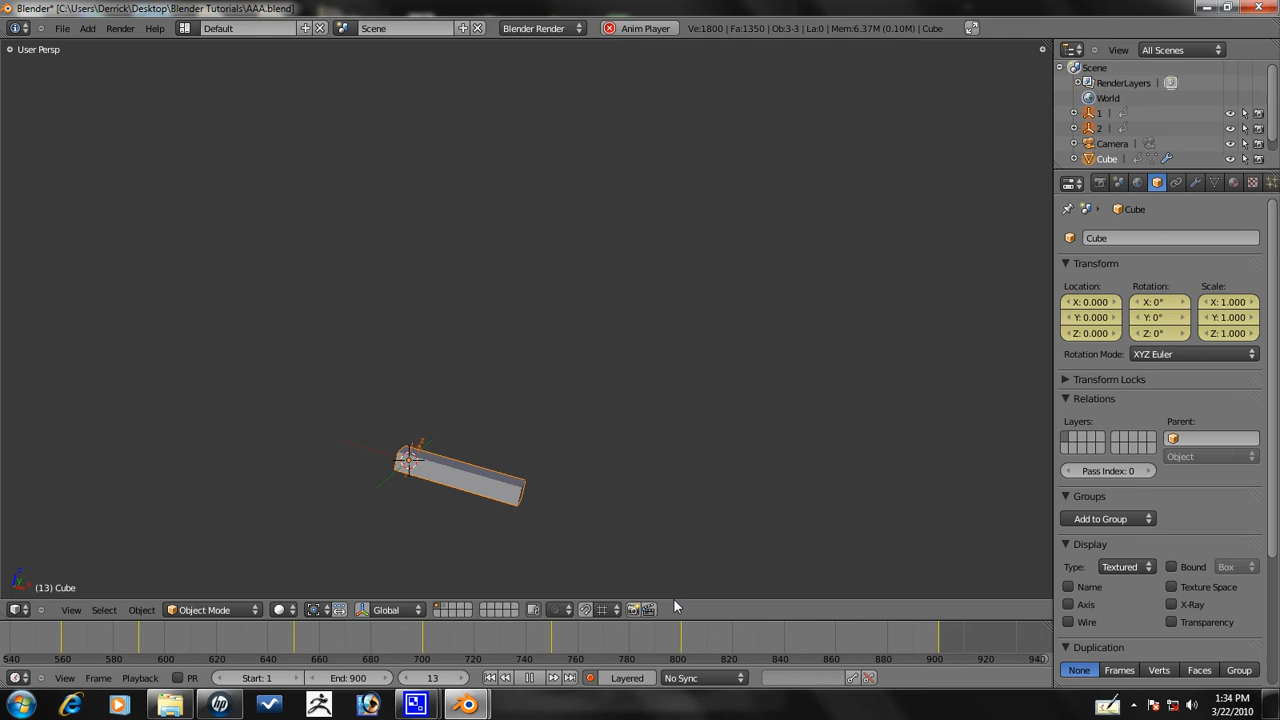 Blender* [C:\Users\Derrick\Desktop\Blender Tutorials\AAA.blend]
File Add Render Help Default Scene Blender Render Anim Player Ve:1800 | Fa:1350 | Ob:3-3 | La:0 | Mem:6.37M (0.10M) | Cube
User Persp
View All Scenes
Scene
RenderLayers
World
1
2
Camera
Cube
Cube
Cube
Transform
Location: Rotation: Scale:
X: 0.000 X: 0° X: 1.000
Y: 0.000 Y: 0° Y: 1.000
Z: 0.000 Z: 0° Z: 1.000
Rotation Mode: XYZ Euler
Transform Locks
Relations
Layers: Parent:
Object
Pass Index: 0
Groups
Add to Group
Display
Type: Textured Bound Box
Name Texture Space
Axis X-Ray
Wire Transparency
Duplication
None Frames Verts Faces Group
z
(13) Cube
View Select Object Object Mode Global
540 560 580 600 620 640 660 680 700 720 740 760 780 800 820 840 860 880 900 920 940
View Frame Playback PR Start: 1 End: 900 13 Layered No Sync
1:34 PM
3/22/2010